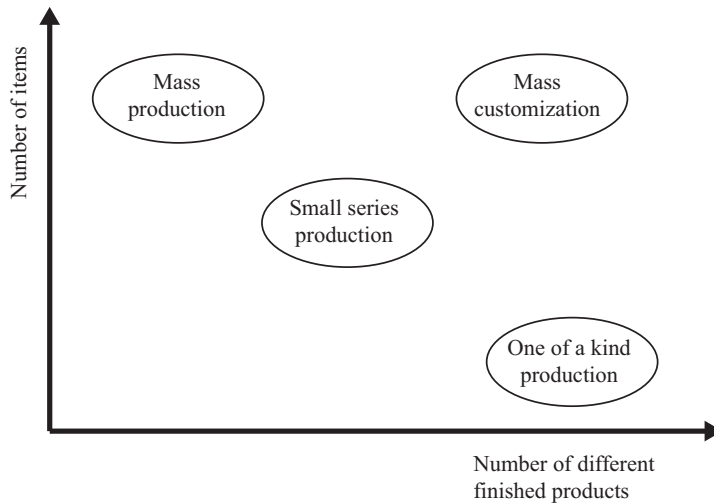 Number of items
Mass
production
Mass
customization
Small series
production
One of a kind
production
Number of different
finished products